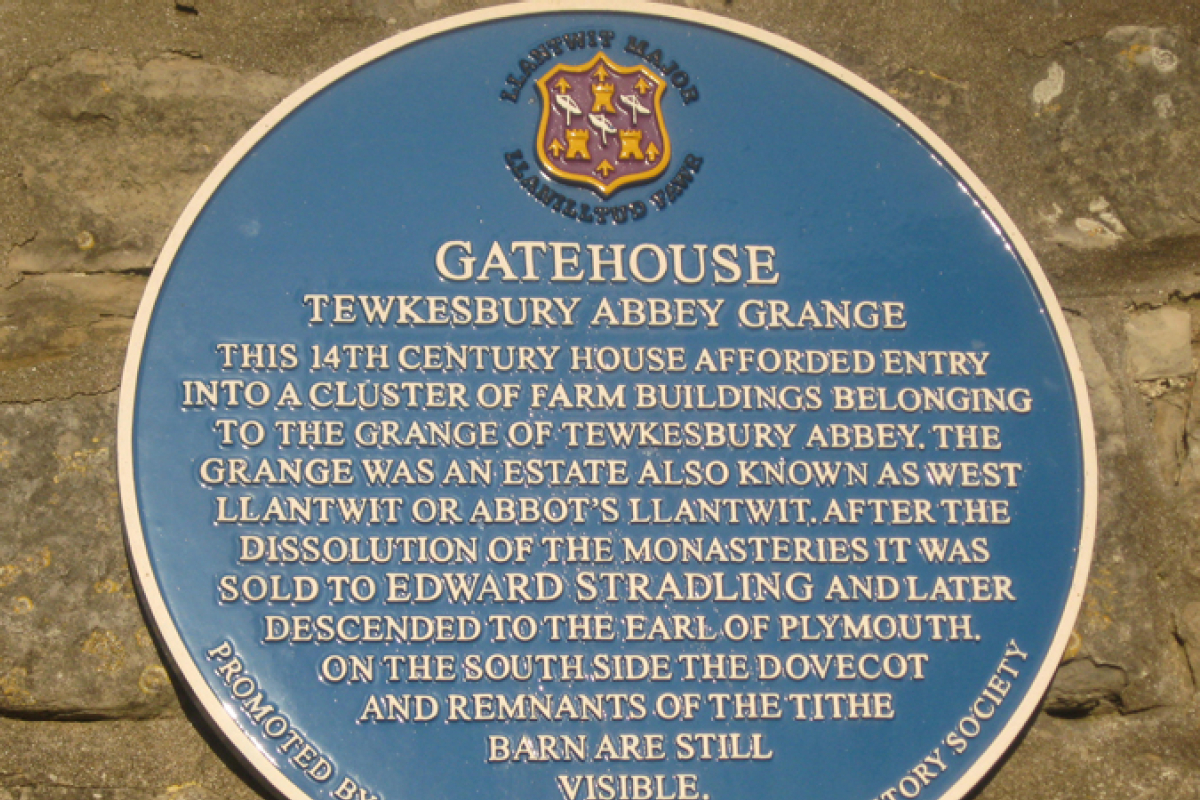 LLANTWIT MAJOR
LLANILLTUD VAWR
GATEHOUSE
TEWKESBURY ABBEY GRANGE
THIS 14TH CENTURY HOUSE AFFORDED ENTRY
INTO A CLUSTER OF FARM BUILDINGS BELONGING
TO THE GRANGE OF TEWKESBURY ABBEY. THE
GRANGE WAS AN ESTATE ALSO KNOWN AS WEST
LLANTWIT OR ABBOT'S LLANTWIT. AFTER THE
DISSOLUTION OF THE MONASTERIES IT WAS
SOLD TO EDWARD STRADLING AND LATER
DESCENDED TO THE EARL OF PLYMOUTH.
ON THE SOUTH SIDE THE DOVECOT
AND REMNANTS OF THE TITHE
BARN ARE STILL
VISIBLE.
PROMOTED BY
TORY SOCIETY